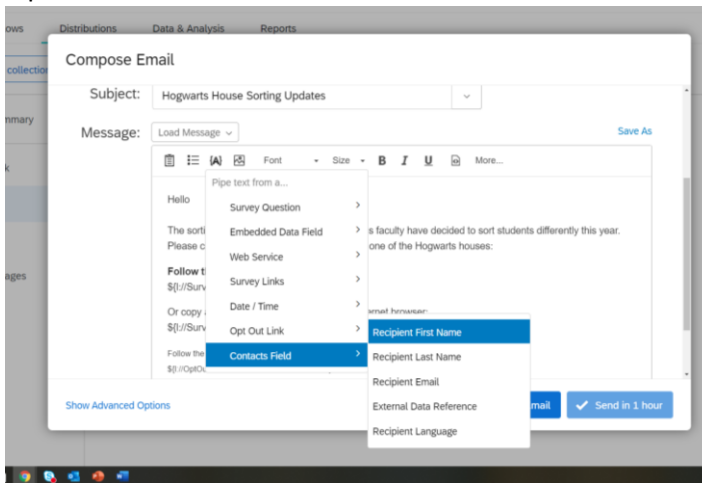 ows Distributions Data & Analysis Reports
collection
Compose Email
Subject: Hogwarts House Sorting Updates
mmary
Message: Load Message Save As
k
{A} Font Size B I U More...
Pipe text from a...
Hello
Survey Question
The sorti
Embedded Data Field
s faculty have decided to sort students differently this year.
Please c
one of the Hogwarts houses:
Web Service
Follow t
ages
Survey Links
${l://Surv
Date / Time
Or copy
ernet browser:
${l://Surv
Opt Out Link
Recipient First Name
Follow the
Contacts Field
Recipient Last Name
${l://OptOu
Recipient Email
Show Advanced Options
External Data Reference
mail
Send in 1 hour
Recipient Language